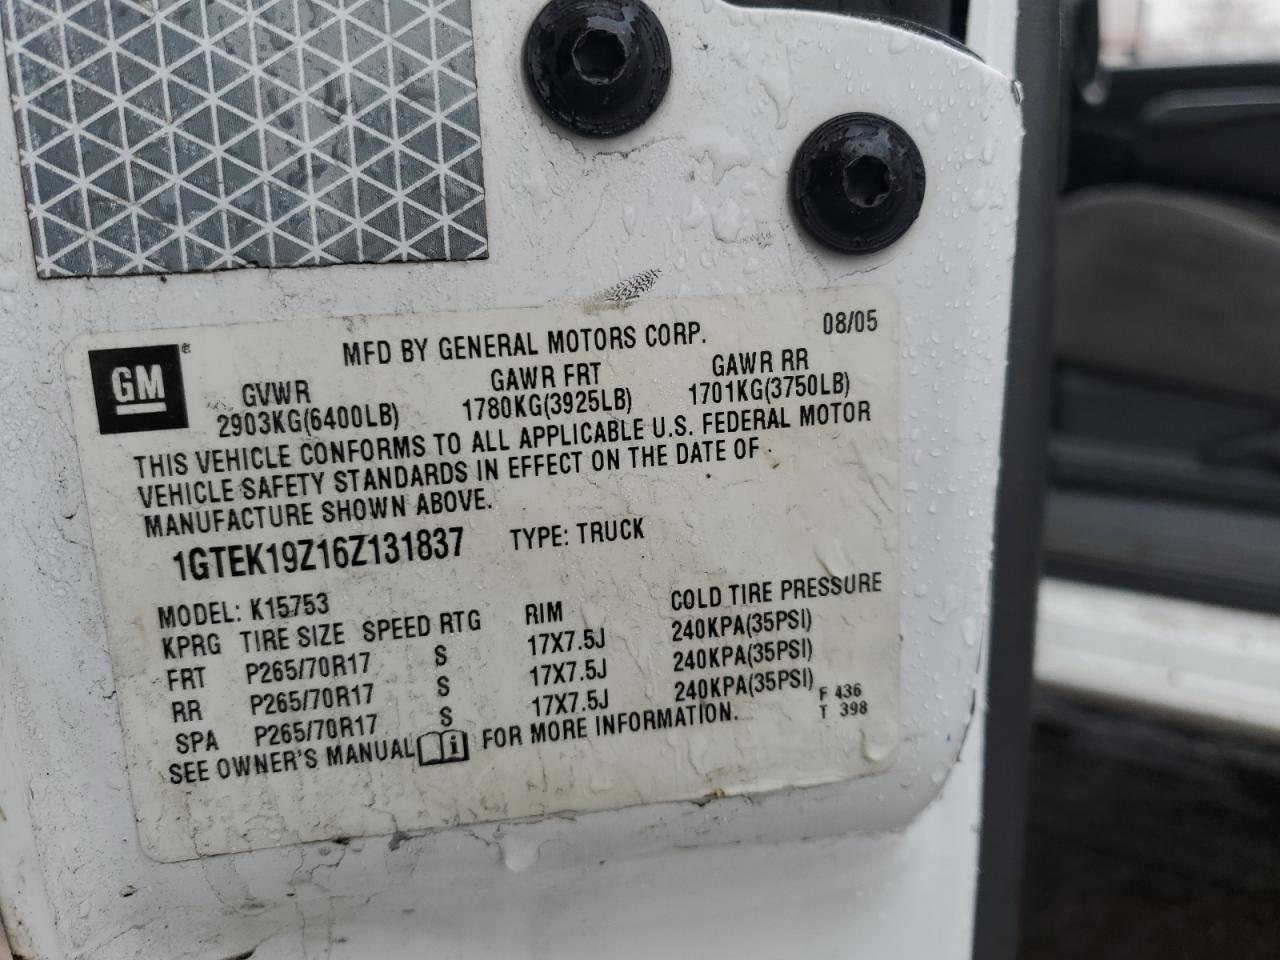 GM
MFD BY GENERAL MOTORS CORP. 08/05
GVWR GAWR FRT GAWR RR
2903KG(6400LB) 1780KG(3925LB) 1701KG(3750LB)
THIS VEHICLE CONFORMS TO ALL APPLICABLE U.S. FEDERAL MOTOR
VEHICLE SAFETY STANDARDS IN EFFECT ON THE DATE OF
MANUFACTURE SHOWN ABOVE.
1GTEK19Z16Z131837 TYPE: TRUCK
MODEL: K15753
KPRG TIRE SIZE SPEED RTG RIM COLD TIRE PRESSURE
FRT P265/70R17 S 17X7.5J 240KPA(35PSI)
RR P265/70R17 S 17X7.5J 240KPA(35PSI)
SPA P265/70R17 S 17X7.5J 240KPA(35PSI)
SEE OWNER'S MANUAL FOR MORE INFORMATION.
F 436
T 398